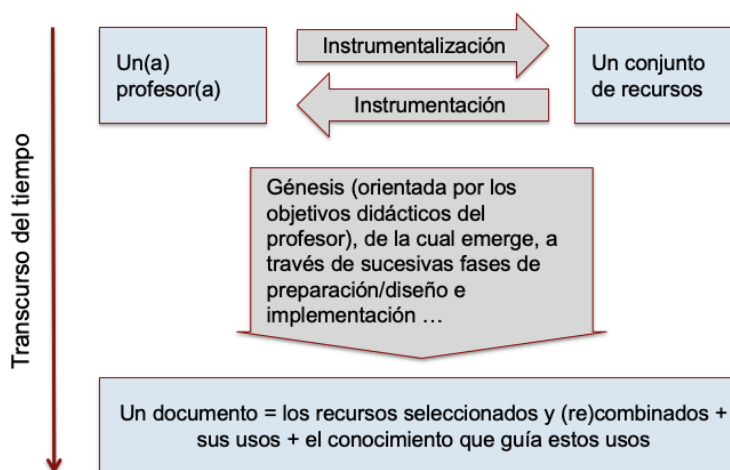 Transcurso del tiempo
Un(a)
profesor(a)
Instrumentalización
Instrumentación
Un conjunto
de recursos
Génesis (orientada por los
objetivos didácticos del
profesor), de la cual emerge, a
través de sucesivas fases de
preparación/diseño e
implementación …
Un documento = los recursos seleccionados y (re)combinados +
sus usos + el conocimiento que guía estos usos